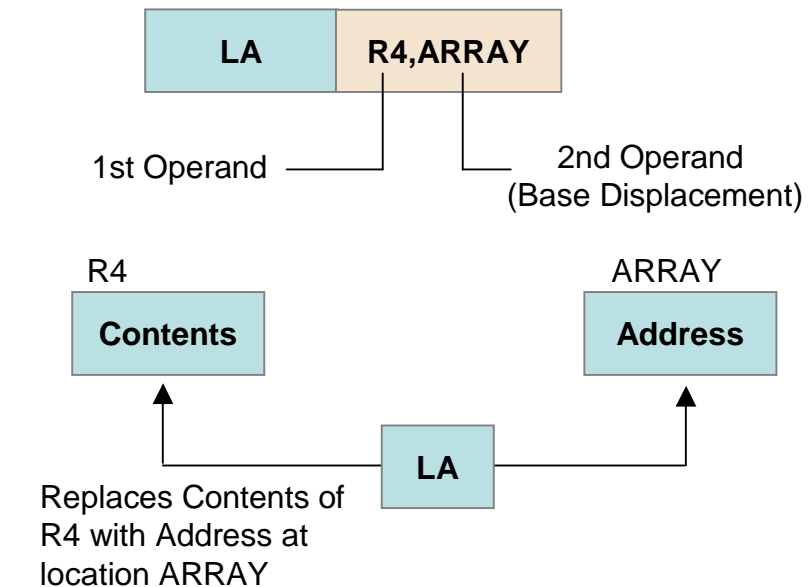 LA R4,ARRAY
1st Operand
2nd Operand
(Base Displacement)
R4
ARRAY
Contents
Address
LA
Replaces Contents of
R4 with Address at
location ARRAY